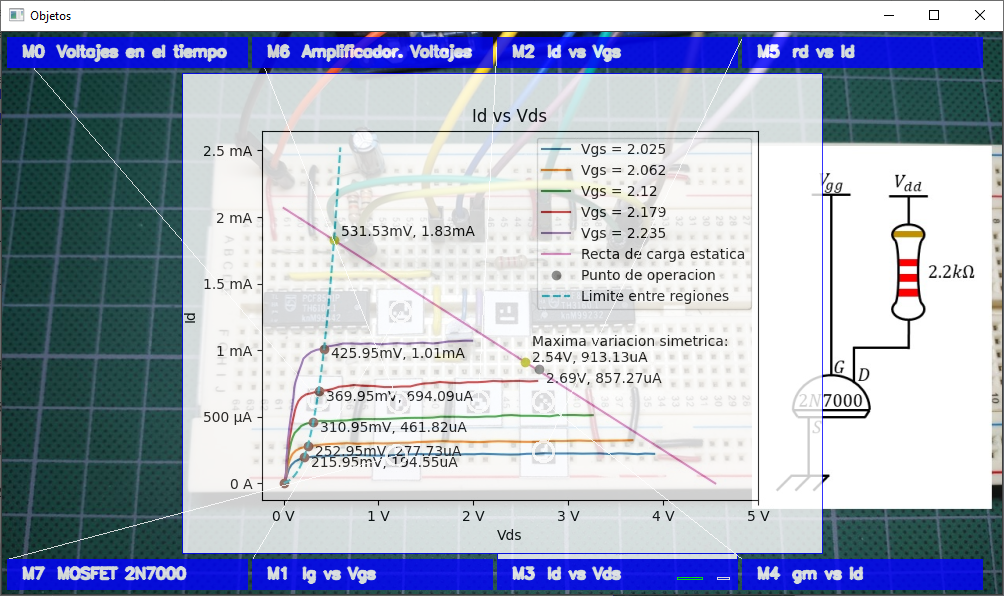 Objetos
M0 Voltajes en el tiempo
M6 Amplificador. Voltajes
M2 Id vs Vgs
M5 rd vs Id
Id vs Vds
2.5 mA
2 mA
1.5 mA
1 mA
500 µA
0 A
Id
0 V
1 V
2 V
3 V
4 V
5 V
Vds
Vgs = 2.025
Vgs = 2.062
Vgs = 2.12
Vgs = 2.179
Vgs = 2.235
Recta de carga estatica
Punto de operacion
Limite entre regiones
531.53mV, 1.83mA
Maxima variacion simetrica:
2.54V, 913.13uA
2.69V, 857.27uA
425.95mV, 1.01mA
369.95mV, 694.09uA
310.95mV, 461.82uA
252.95mV, 277.73uA
215.95mV, 194.55uA
Vgg
Vdd
2.2kΩ
G
D
2N7000
S
M7 MOSFET 2N7000
M1 Ig vs Vgs
M3 Id vs Vds
M4 gm vs Id